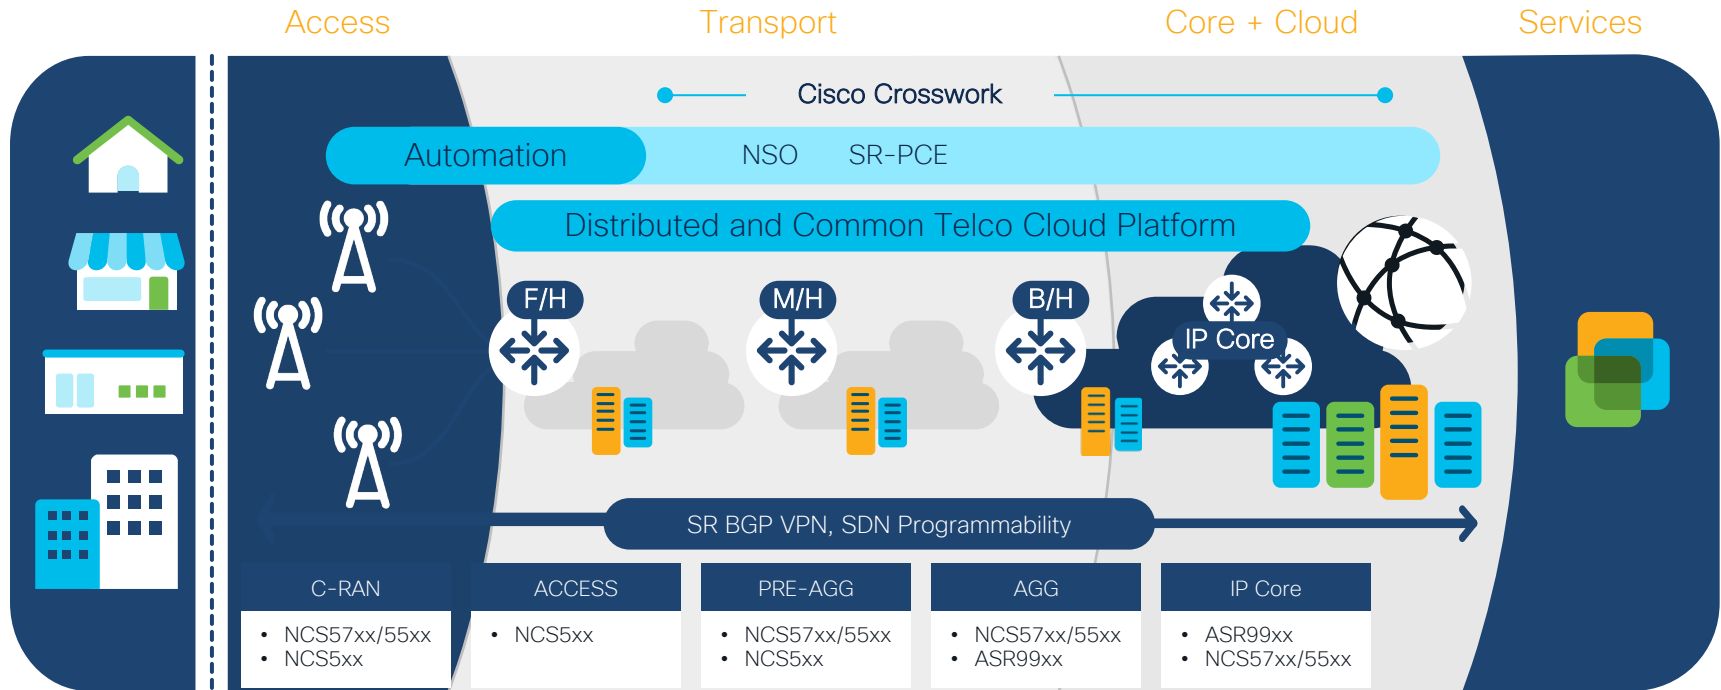 Access
Transport
Core + Cloud
Services
Cisco Crosswork
Automation
NSO
SR-PCE
Distributed and Common Telco Cloud Platform
F/H
M/H
B/H
IP Core
SR BGP VPN, SDN Programmability
C-RAN
• NCS57xx/55xx
• NCS5xx
ACCESS
• NCS5xx
PRE-AGG
• NCS57xx/55xx
• NCS5xx
AGG
• NCS57xx/55xx
• ASR99xx
IP Core
• ASR99xx
• NCS57xx/55xx